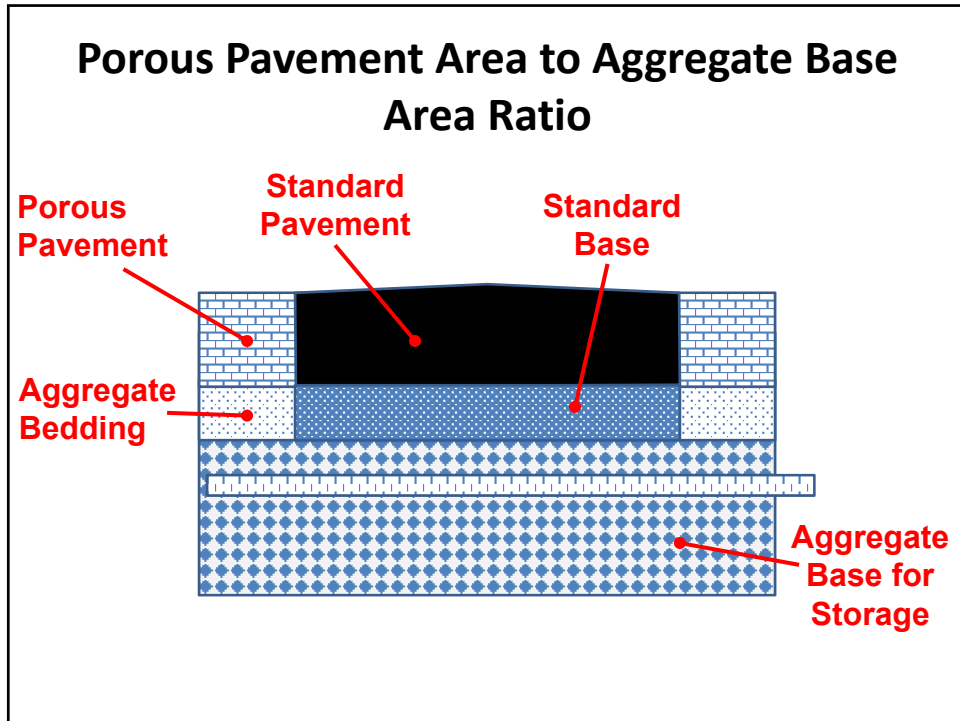 Porous Pavement Area to Aggregate Base
Area Ratio
Porous
Pavement
Standard
Pavement
Standard
Base
Aggregate
Bedding
Aggregate
Base for
Storage